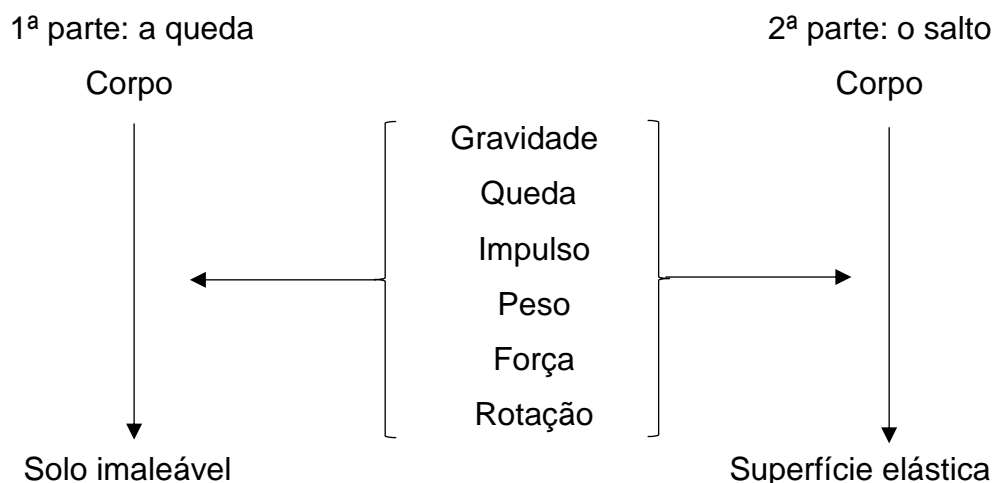 1ª parte: a queda
2ª parte: o salto
Corpo
Corpo
Gravidade
Queda
Impulso
Peso
Força
Rotação
Solo imaleável
Superfície elástica